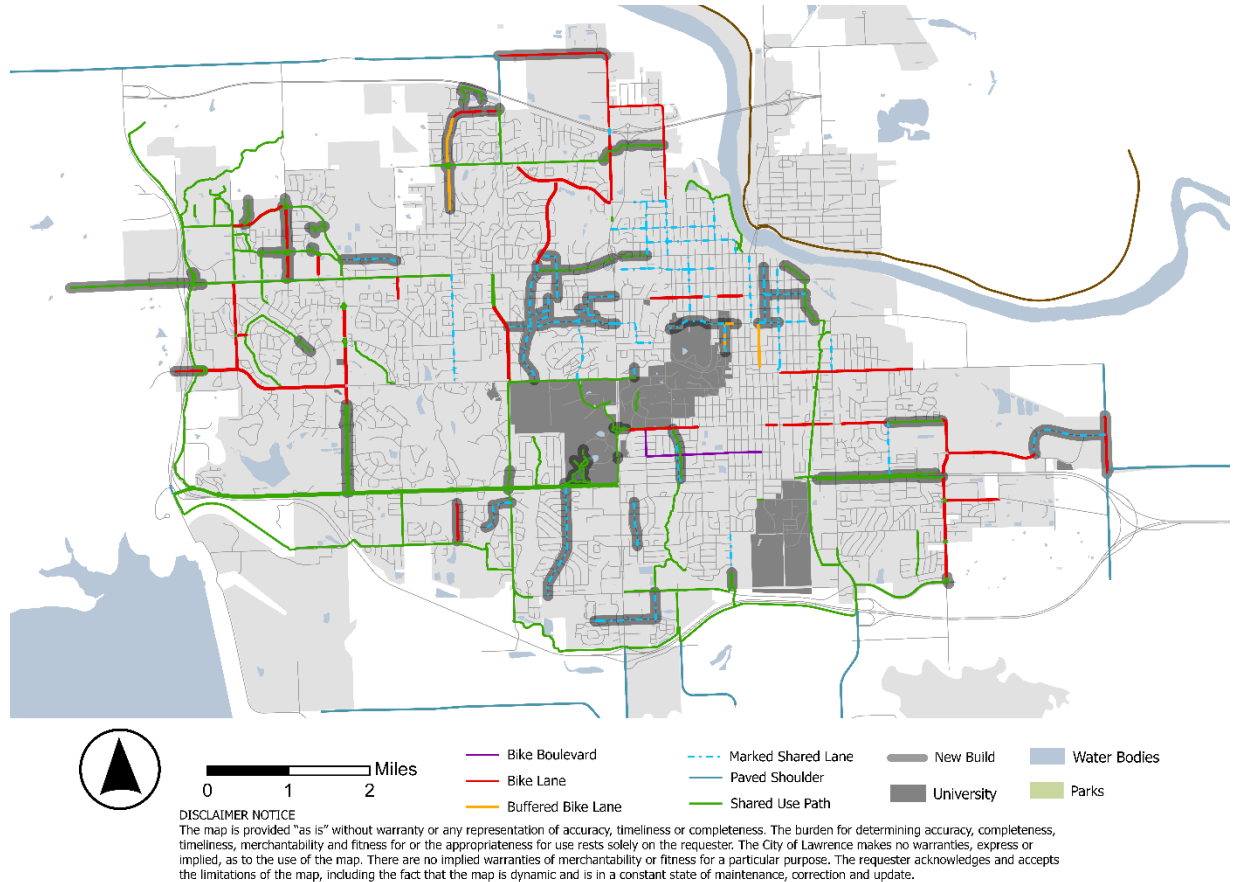 Bike Boulevard
Bike Lane
Buffered Bike Lane
Marked Shared Lane
Paved Shoulder
Shared Use Path
New Build
University
Water Bodies
Parks
Miles
0 1 2
DISCLAIMER NOTICE
The map is provided "as is" without warranty or any representation of accuracy, timeliness or completeness. The burden for determining accuracy, completeness,
timeliness, merchantability and fitness for or the appropriateness for use rests solely on the requester. The City of Lawrence makes no warranties, express or
implied, as to the use of the map. There are no implied warranties of merchantability or fitness for a particular purpose. The requester acknowledges and accepts
the limitations of the map, including the fact that the map is dynamic and is in a constant state of maintenance, correction and update.